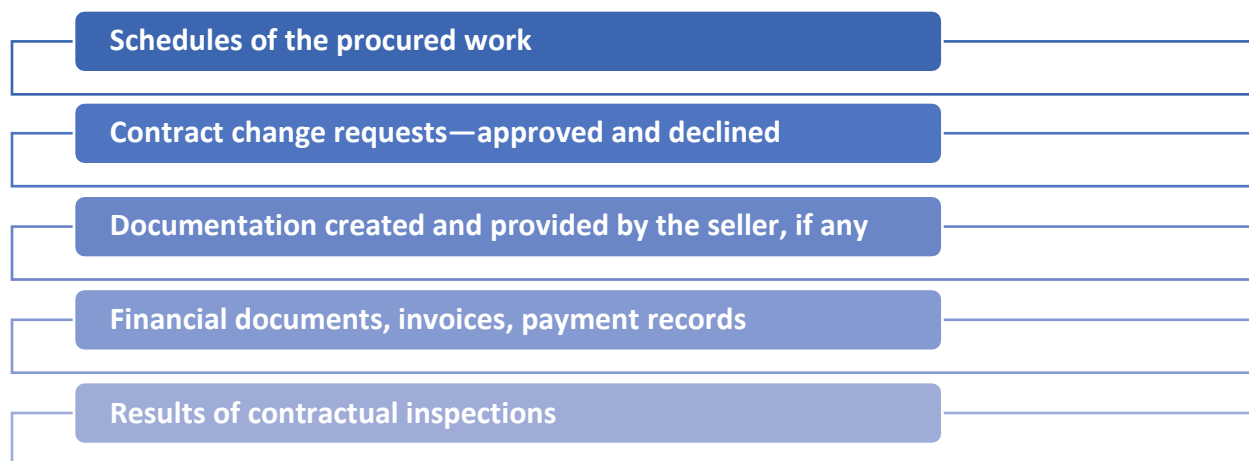 Schedules of the procured work
Contract change requests—approved and declined
Documentation created and provided by the seller, if any
Financial documents, invoices, payment records
Results of contractual inspections